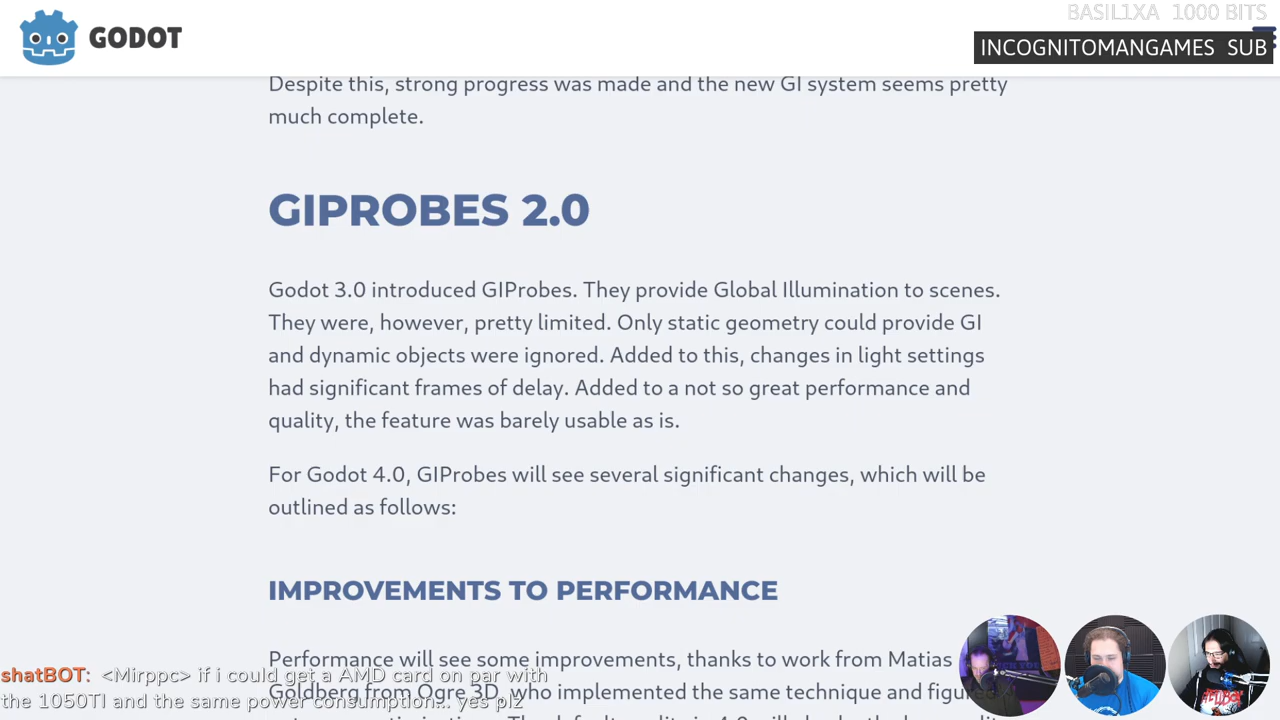 BASIL1XA 1000 BITS
GODOT
INCOGNITOMANGAMES SUB
Despite this, strong progress was made and the new GI system seems pretty
much complete.
GIPROBES 2.0
Godot 3.0 introduced GIProbes. They provide Global Illumination to scenes.
They were, however, pretty limited. Only static geometry could provide GI
and dynamic objects were ignored. Added to this, changes in light settings
had significant frames of delay. Added to a not so great performance and
quality, the feature was barely usable as is.
For Godot 4.0, GIProbes will see several significant changes, which will be
outlined as follows:
IMPROVEMENTS TO PERFORMANCE
Performance will see some improvements, thanks to work from Matias
Goldberg from Ogre 3D, who implemented the same technique and
shatBOT: <Mirppc> if i could get a AMD card on par with
the 1050TI and the same power consumption... yes